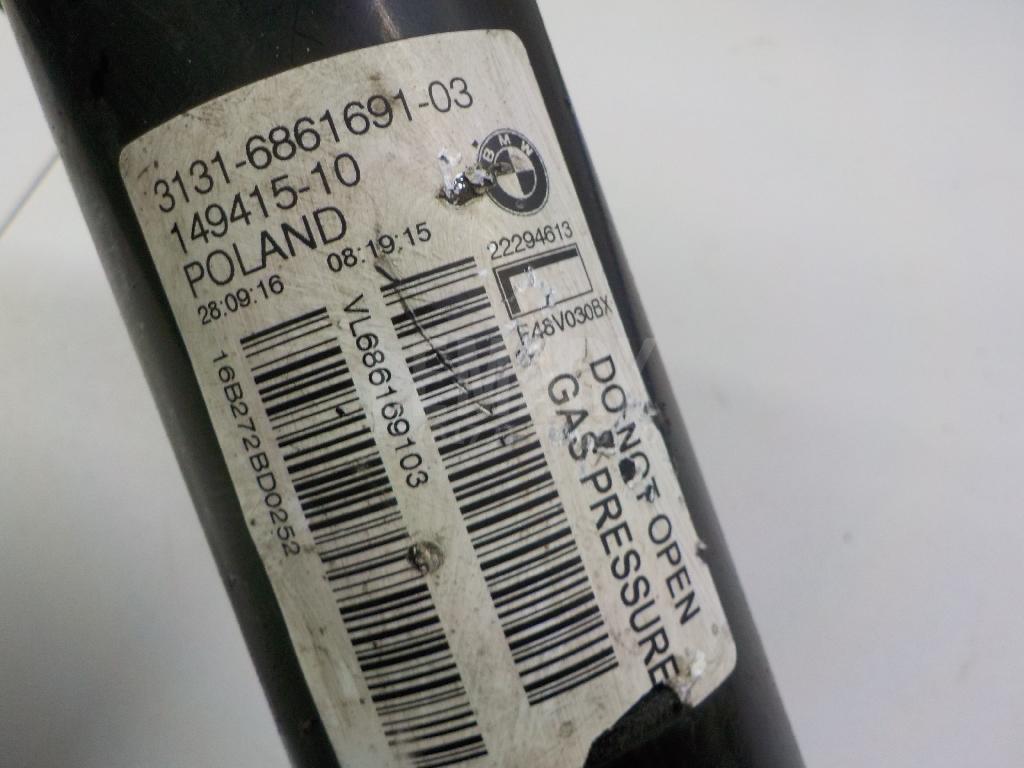 3131-6861691-03
149415-10
POLAND
28:09:16 08:19:15
BMW
22294613
F48V030BX
VL686169103
16B272BD0252
DO NOT OPEN
GAS PRESSURE